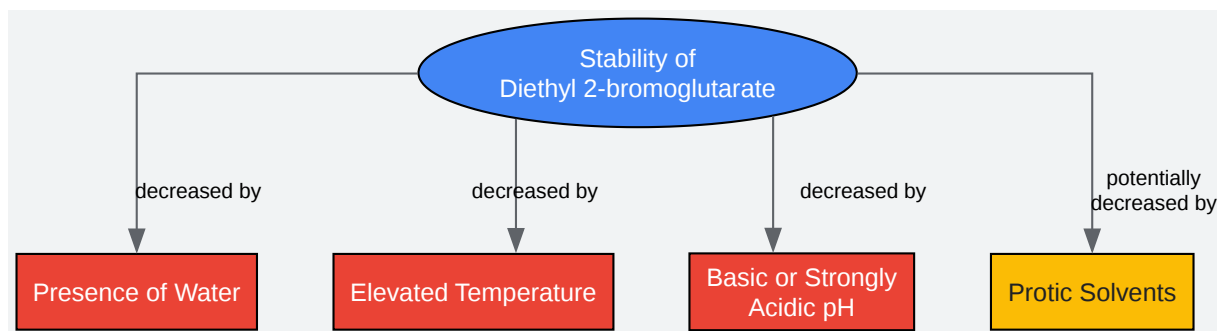 Stability of
Diethyl 2-bromoglutarate
decreased by
decreased by
decreased by
potentially
decreased by
Presence of Water
Elevated Temperature
Basic or Strongly
Acidic pH
Protic Solvents